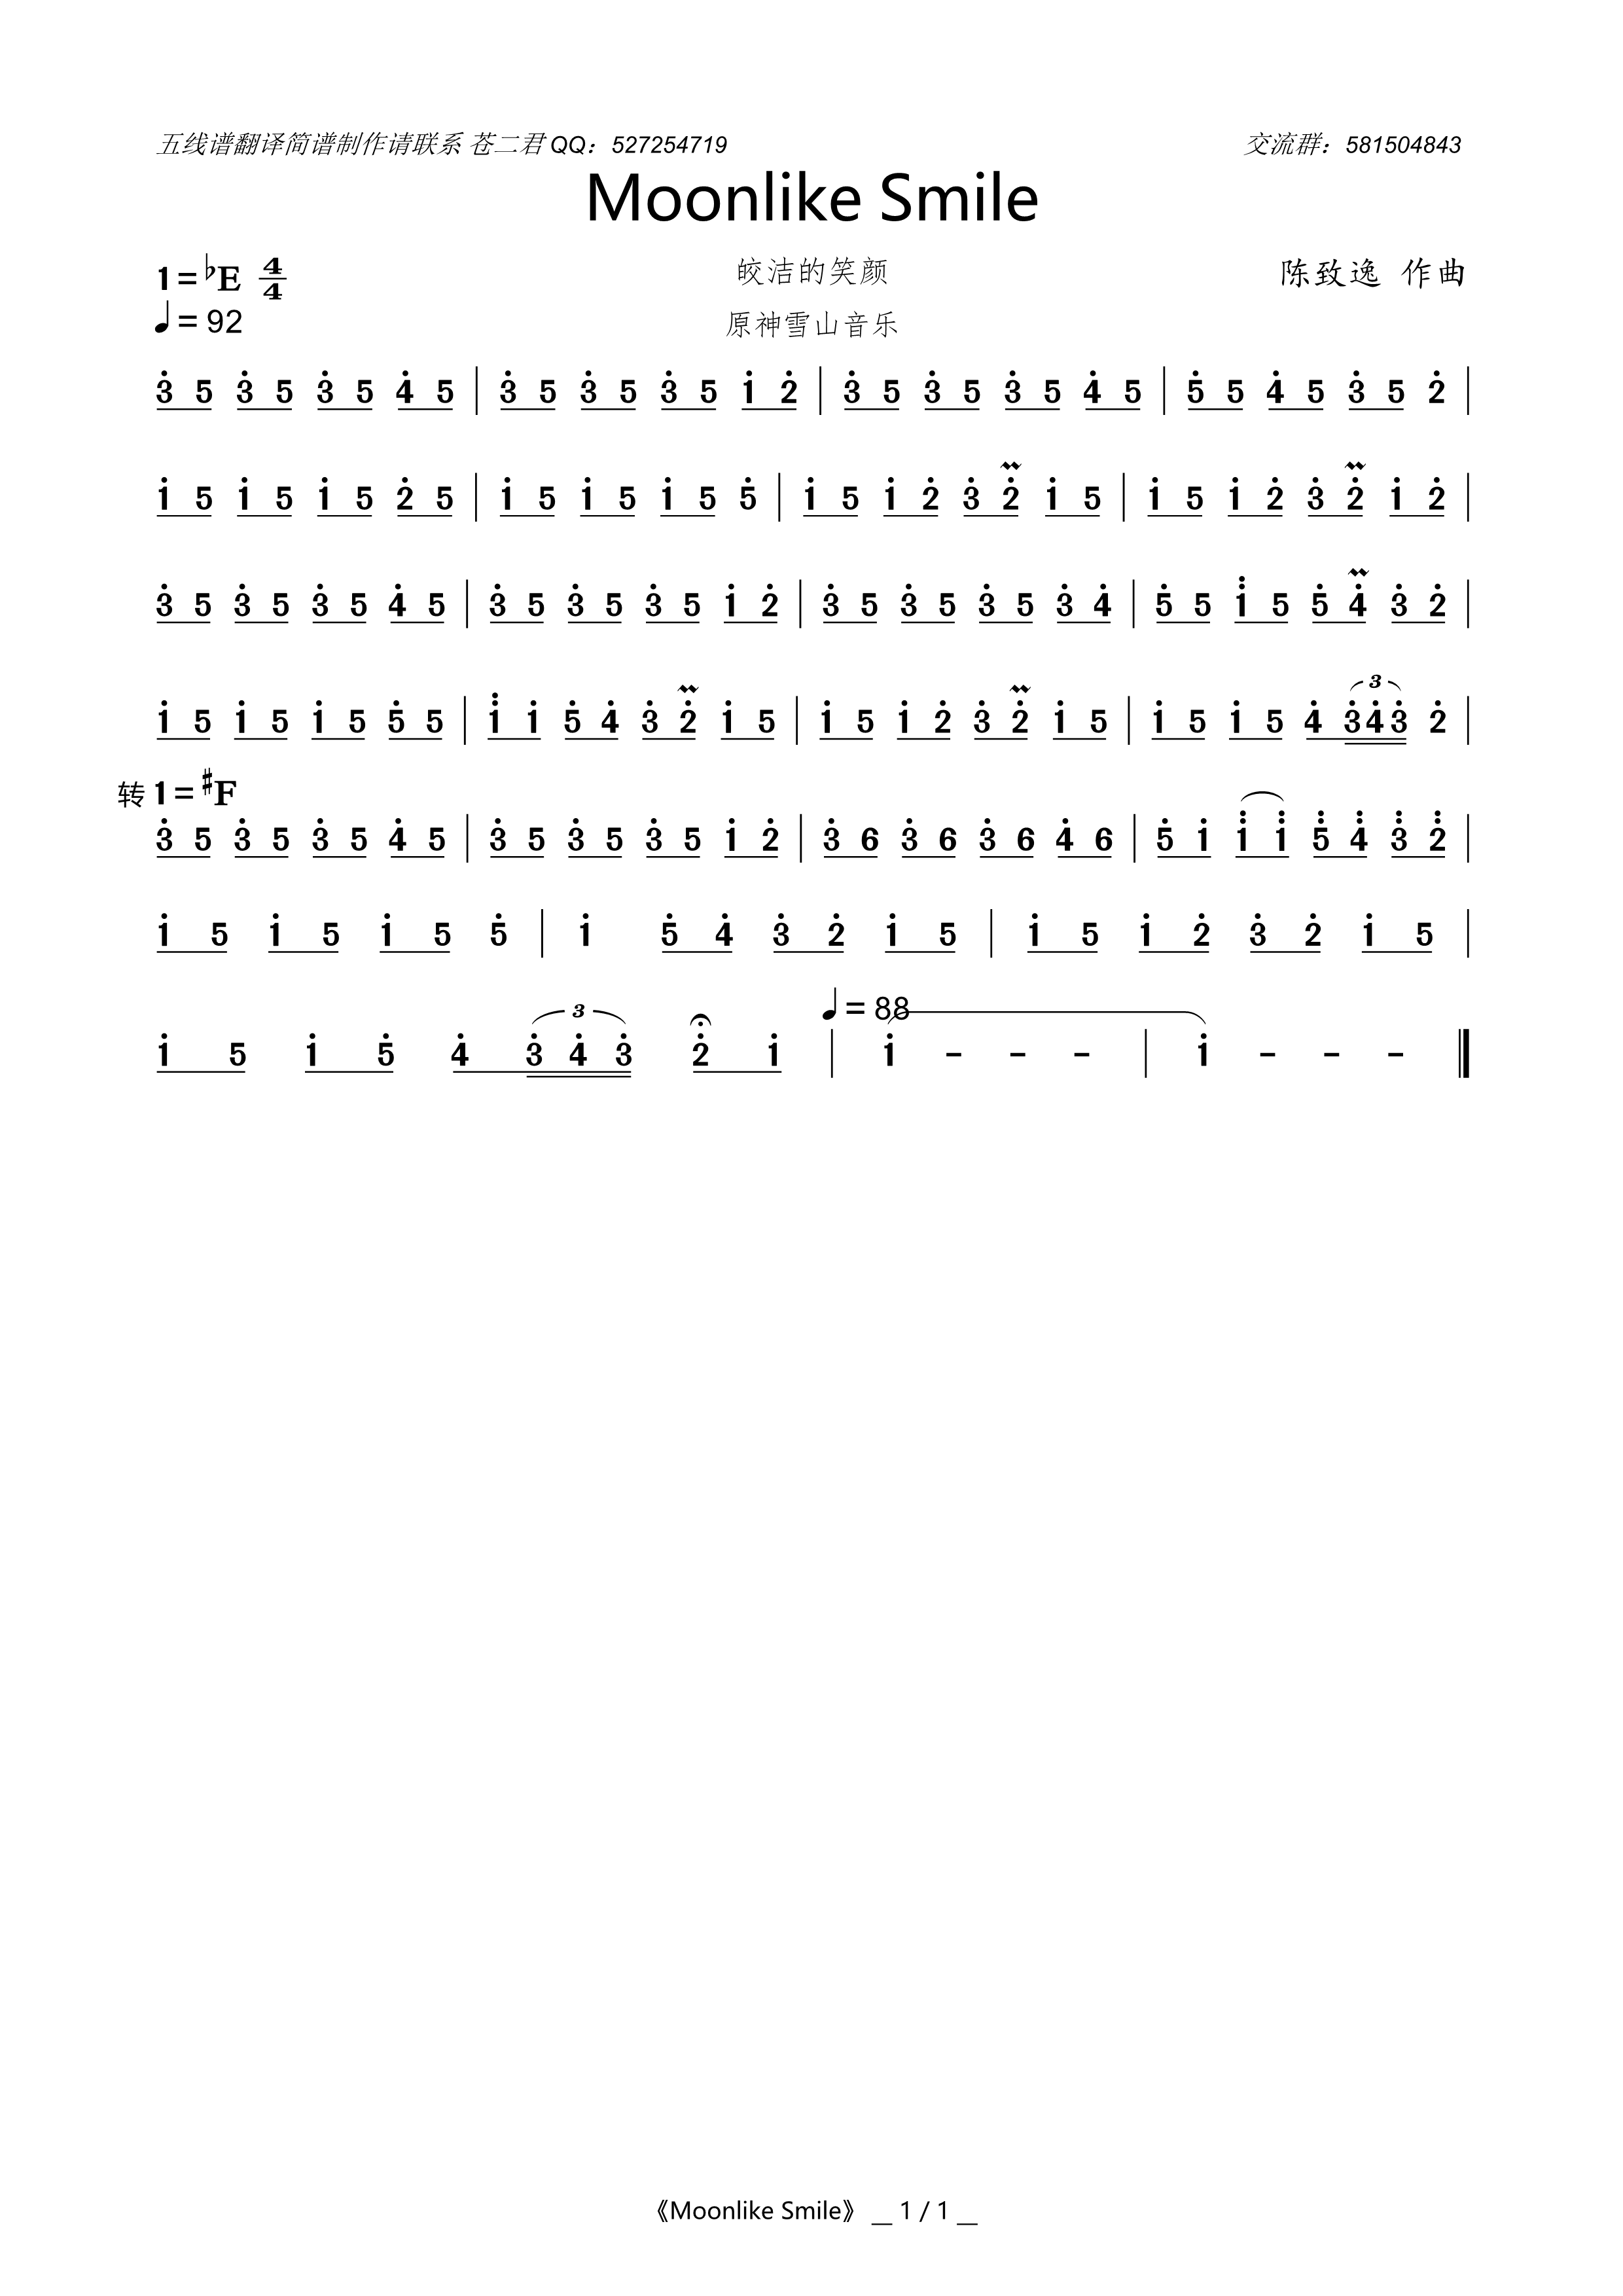 五线谱翻译简谱制作请联系 苍二君 QQ：527254719 交流群：581504843
Moonlike Smile
1=♭E 4/4 皎洁的笑颜 陈致逸 作曲
♩=92 原神雪山音乐
3̇ 5 3̇ 5 3̇ 5 4̇ 5 | 3̇ 5 3̇ 5 3̇ 5 1̇ 2̇ | 3̇ 5 3̇ 5 3̇ 5 4̇ 5 | 5̇ 5 4̇ 5 3̇ 5 2̇ |
1̇ 5 1̇ 5 1̇ 5 2̇ 5 | 1̇ 5 1̇ 5 1̇ 5 5̇ | 1̇ 5 1̇ 2̇ 3̇ 2̇ 1̇ 5 | 1̇ 5 1̇ 2̇ 3̇ 2̇ 1̇ 2̇ |
3̇ 5 3̇ 5 3̇ 5 4̇ 5 | 3̇ 5 3̇ 5 3̇ 5 1̇ 2̇ | 3̇ 5 3̇ 5 3̇ 5 3̇ 4̇ | 5̇ 5 1̈ 5 5̇ 4̇ 3̇ 2̇ |
1̇ 5 1̇ 5 1̇ 5 5̇ 5 | 1̈ 1̇ 5̇ 4̇ 3̇ 2̇ 1̇ 5 | 1̇ 5 1̇ 2̇ 3̇ 2̇ 1̇ 5 | 1̇ 5 1̇ 5 4̇ 3̇ 4̇ 3̇ 2̇ |
转 1=♯F
3̇ 5 3̇ 5 3̇ 5 4̇ 5 | 3̇ 5 3̇ 5 3̇ 5 1̇ 2̇ | 3̇ 6 3̇ 6 3̇ 6 4̇ 6 | 5̇ 1̇ 1̈ 1̈ 5̈ 4̈ 3̈ 2̈ |
1̇ 5 1̇ 5 1̇ 5 5̇ | 1̇ 5̇ 4̇ 3̇ 2̇ 1̇ 5 | 1̇ 5 1̇ 2̇ 3̇ 2̇ 1̇ 5 |
♩=88
1̇ 5 1̇ 5̇ 4̇ 3̇ 4̇ 3̇ 2̇ 1̇ | 1̇ - - - | 1̇ - - - ‖
《Moonlike Smile》 __ 1 / 1 __